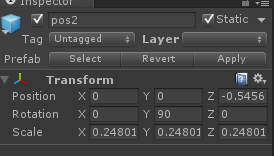 Inspector
pos2 Static
Tag Untagged Layer
Prefab Select Revert Apply
Transform
Position X 0 Y 0 Z -0.5456
Rotation X 0 Y 90 Z 0
Scale X 0.24801 Y 0.24801 Z 0.24801